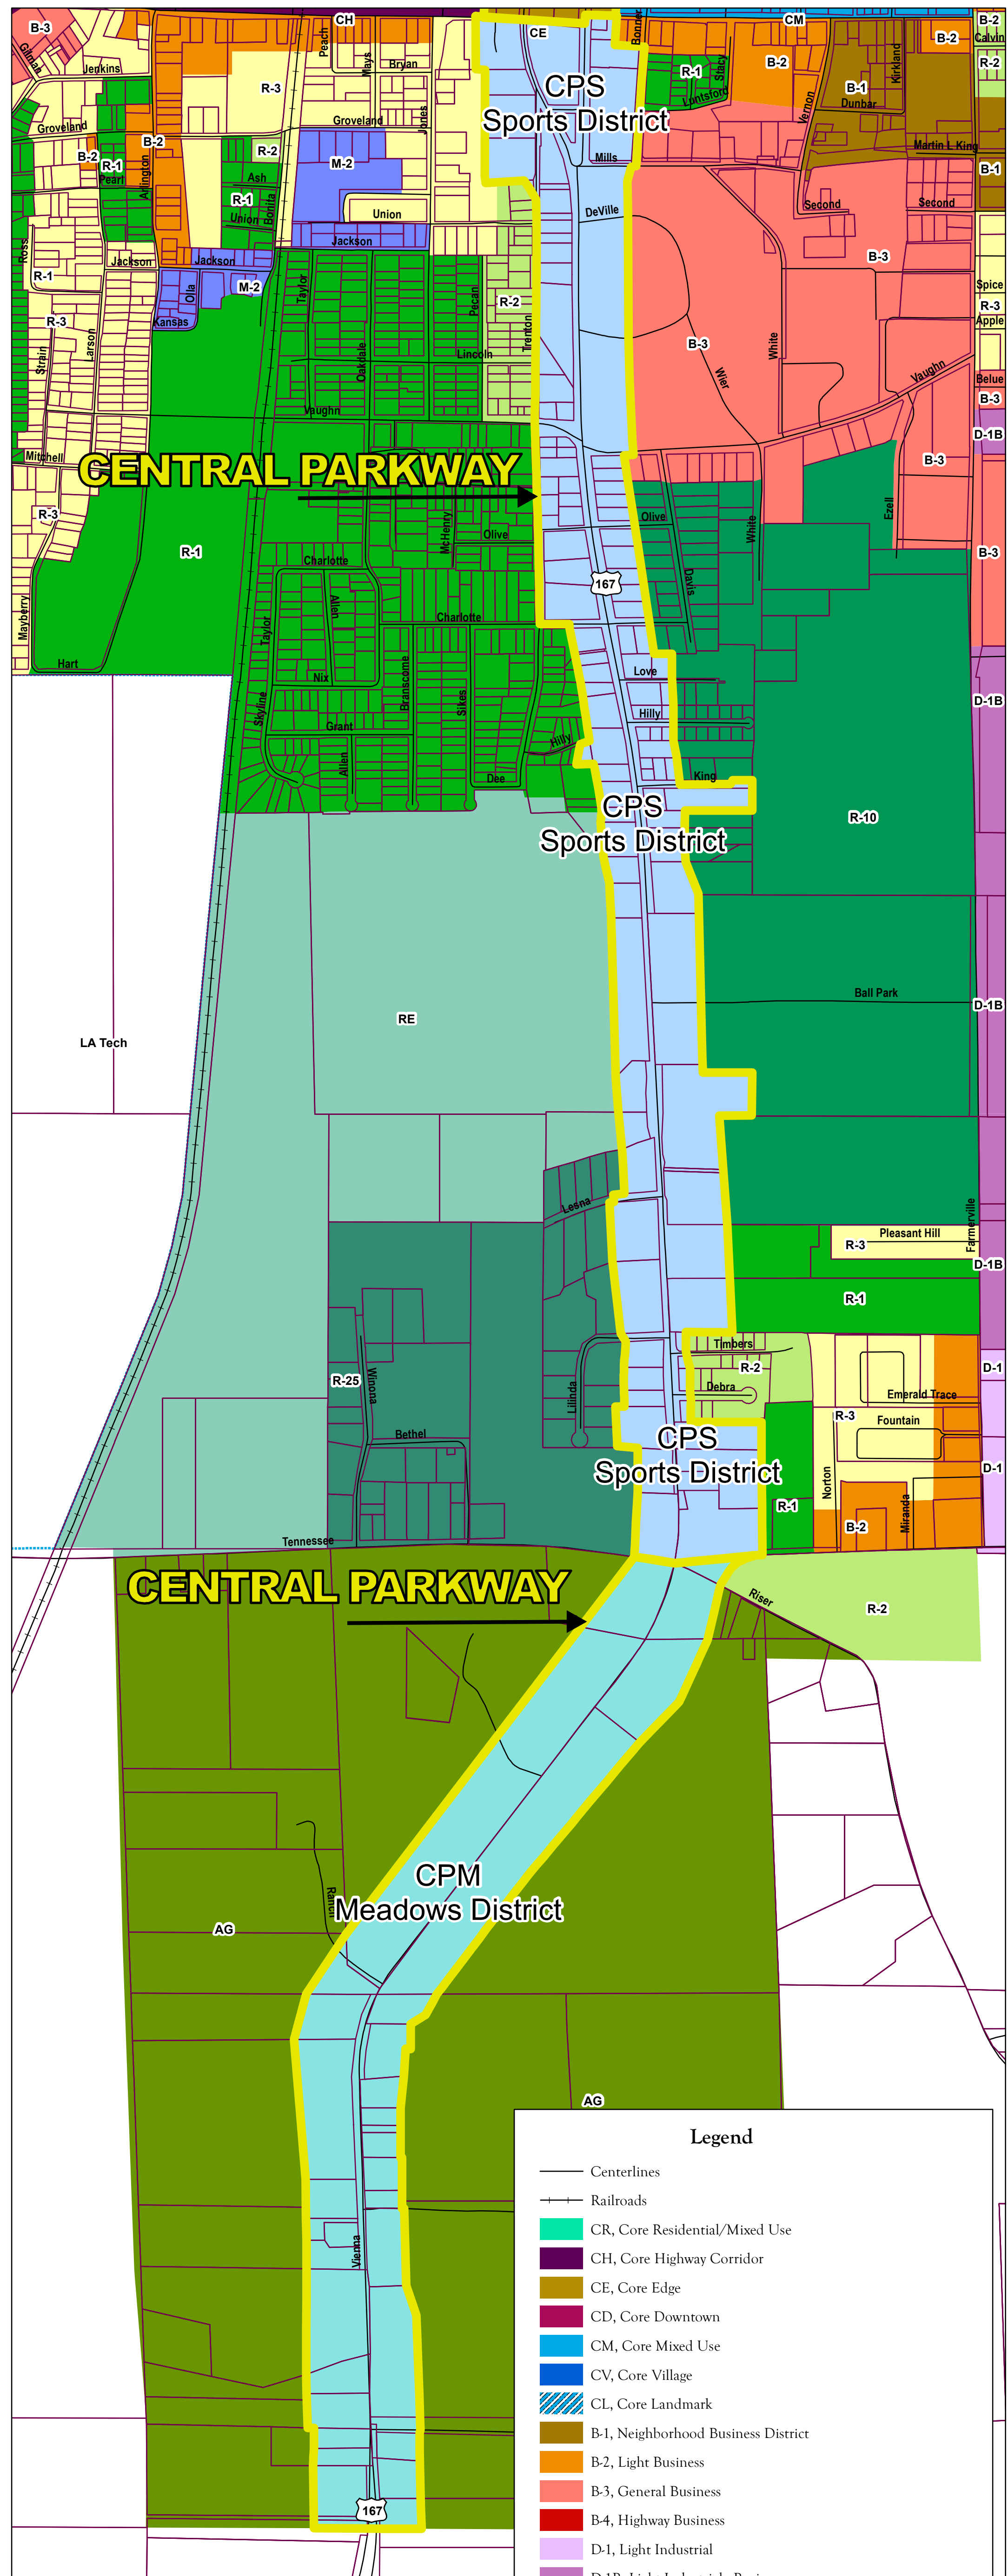 CH
CE
CM
B-2
B-3
Gilman
Jenkins
Peach
Mays
Bryan
R-3
CPS
Sports District
Bonner
R-1
Stacy
Luntsford
B-2
B-2
Kirkland
B-1
Dunbar
Vernon
Calvin
R-2
Groveland
Groveland
Jones
B-2
R-1
Pearl
B-2
Arlington
R-2
M-2
Ash
R-1
Union
Bonita
Union
Mills
Martin L King
B-1
DeVille
Second
Second
Ross
Jackson
Jackson
Jackson
R-1
Olla
M-2
Kansas
Taylor
Pecan
R-2
Trenton
B-3
Spice
R-3
Apple
R-3
Strain
Larson
Oakdale
Lincoln
B-3
Wier
White
Vaughn
Belue
B-3
D-1B
Vaughn
Mitchell
CENTRAL PARKWAY
B-3
R-3
R-1
McHenry
Olive
Olive
White
Ezell
B-3
Charlotte
Allen
167
Davis
Mayberry
Taylor
Charlotte
Hart
Nix
Branscome
Sikes
Love
D-1B
Skyline
Grant
Hilly
Hilly
Allen
Dee
King
CPS
Sports District
R-10
RE
LA Tech
Ball Park
D-1B
Lesna
Pleasant Hill
R-3
Farmerville
D-1B
R-1
Timbers
R-2
D-1
R-25
Winona
Lilinda
Debra
Emerald Trace
R-3
Fountain
Bethel
CPS
Sports District
D-1
Norton
R-1
Miranda
B-2
Tennessee
CENTRAL PARKWAY
Riser
R-2
CPM
Meadows District
Ranch
AG
AG
Vienna
167
Legend
Centerlines
Railroads
CR, Core Residential/Mixed Use
CH, Core Highway Corridor
CE, Core Edge
CD, Core Downtown
CM, Core Mixed Use
CV, Core Village
CL, Core Landmark
B-1, Neighborhood Business District
B-2, Light Business
B-3, General Business
B-4, Highway Business
D-1, Light Industrial